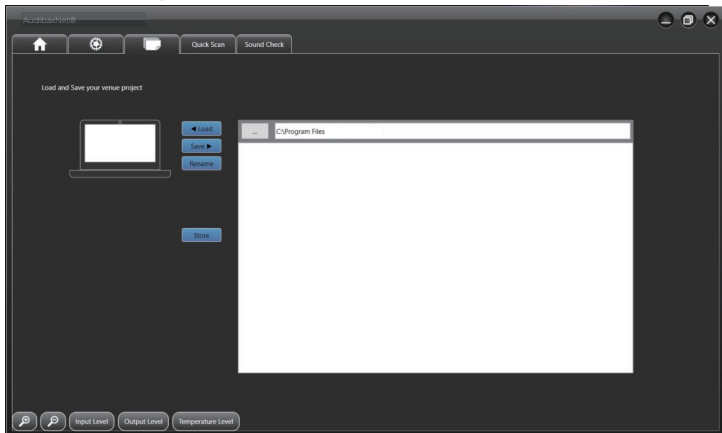 AudibaxNet®
Quick Scan
Sound Check
Load and Save your venue project
◄ Load
Save ►
Rename
Store
...
C:\Program Files
Input Level
Output Level
Temperature Level